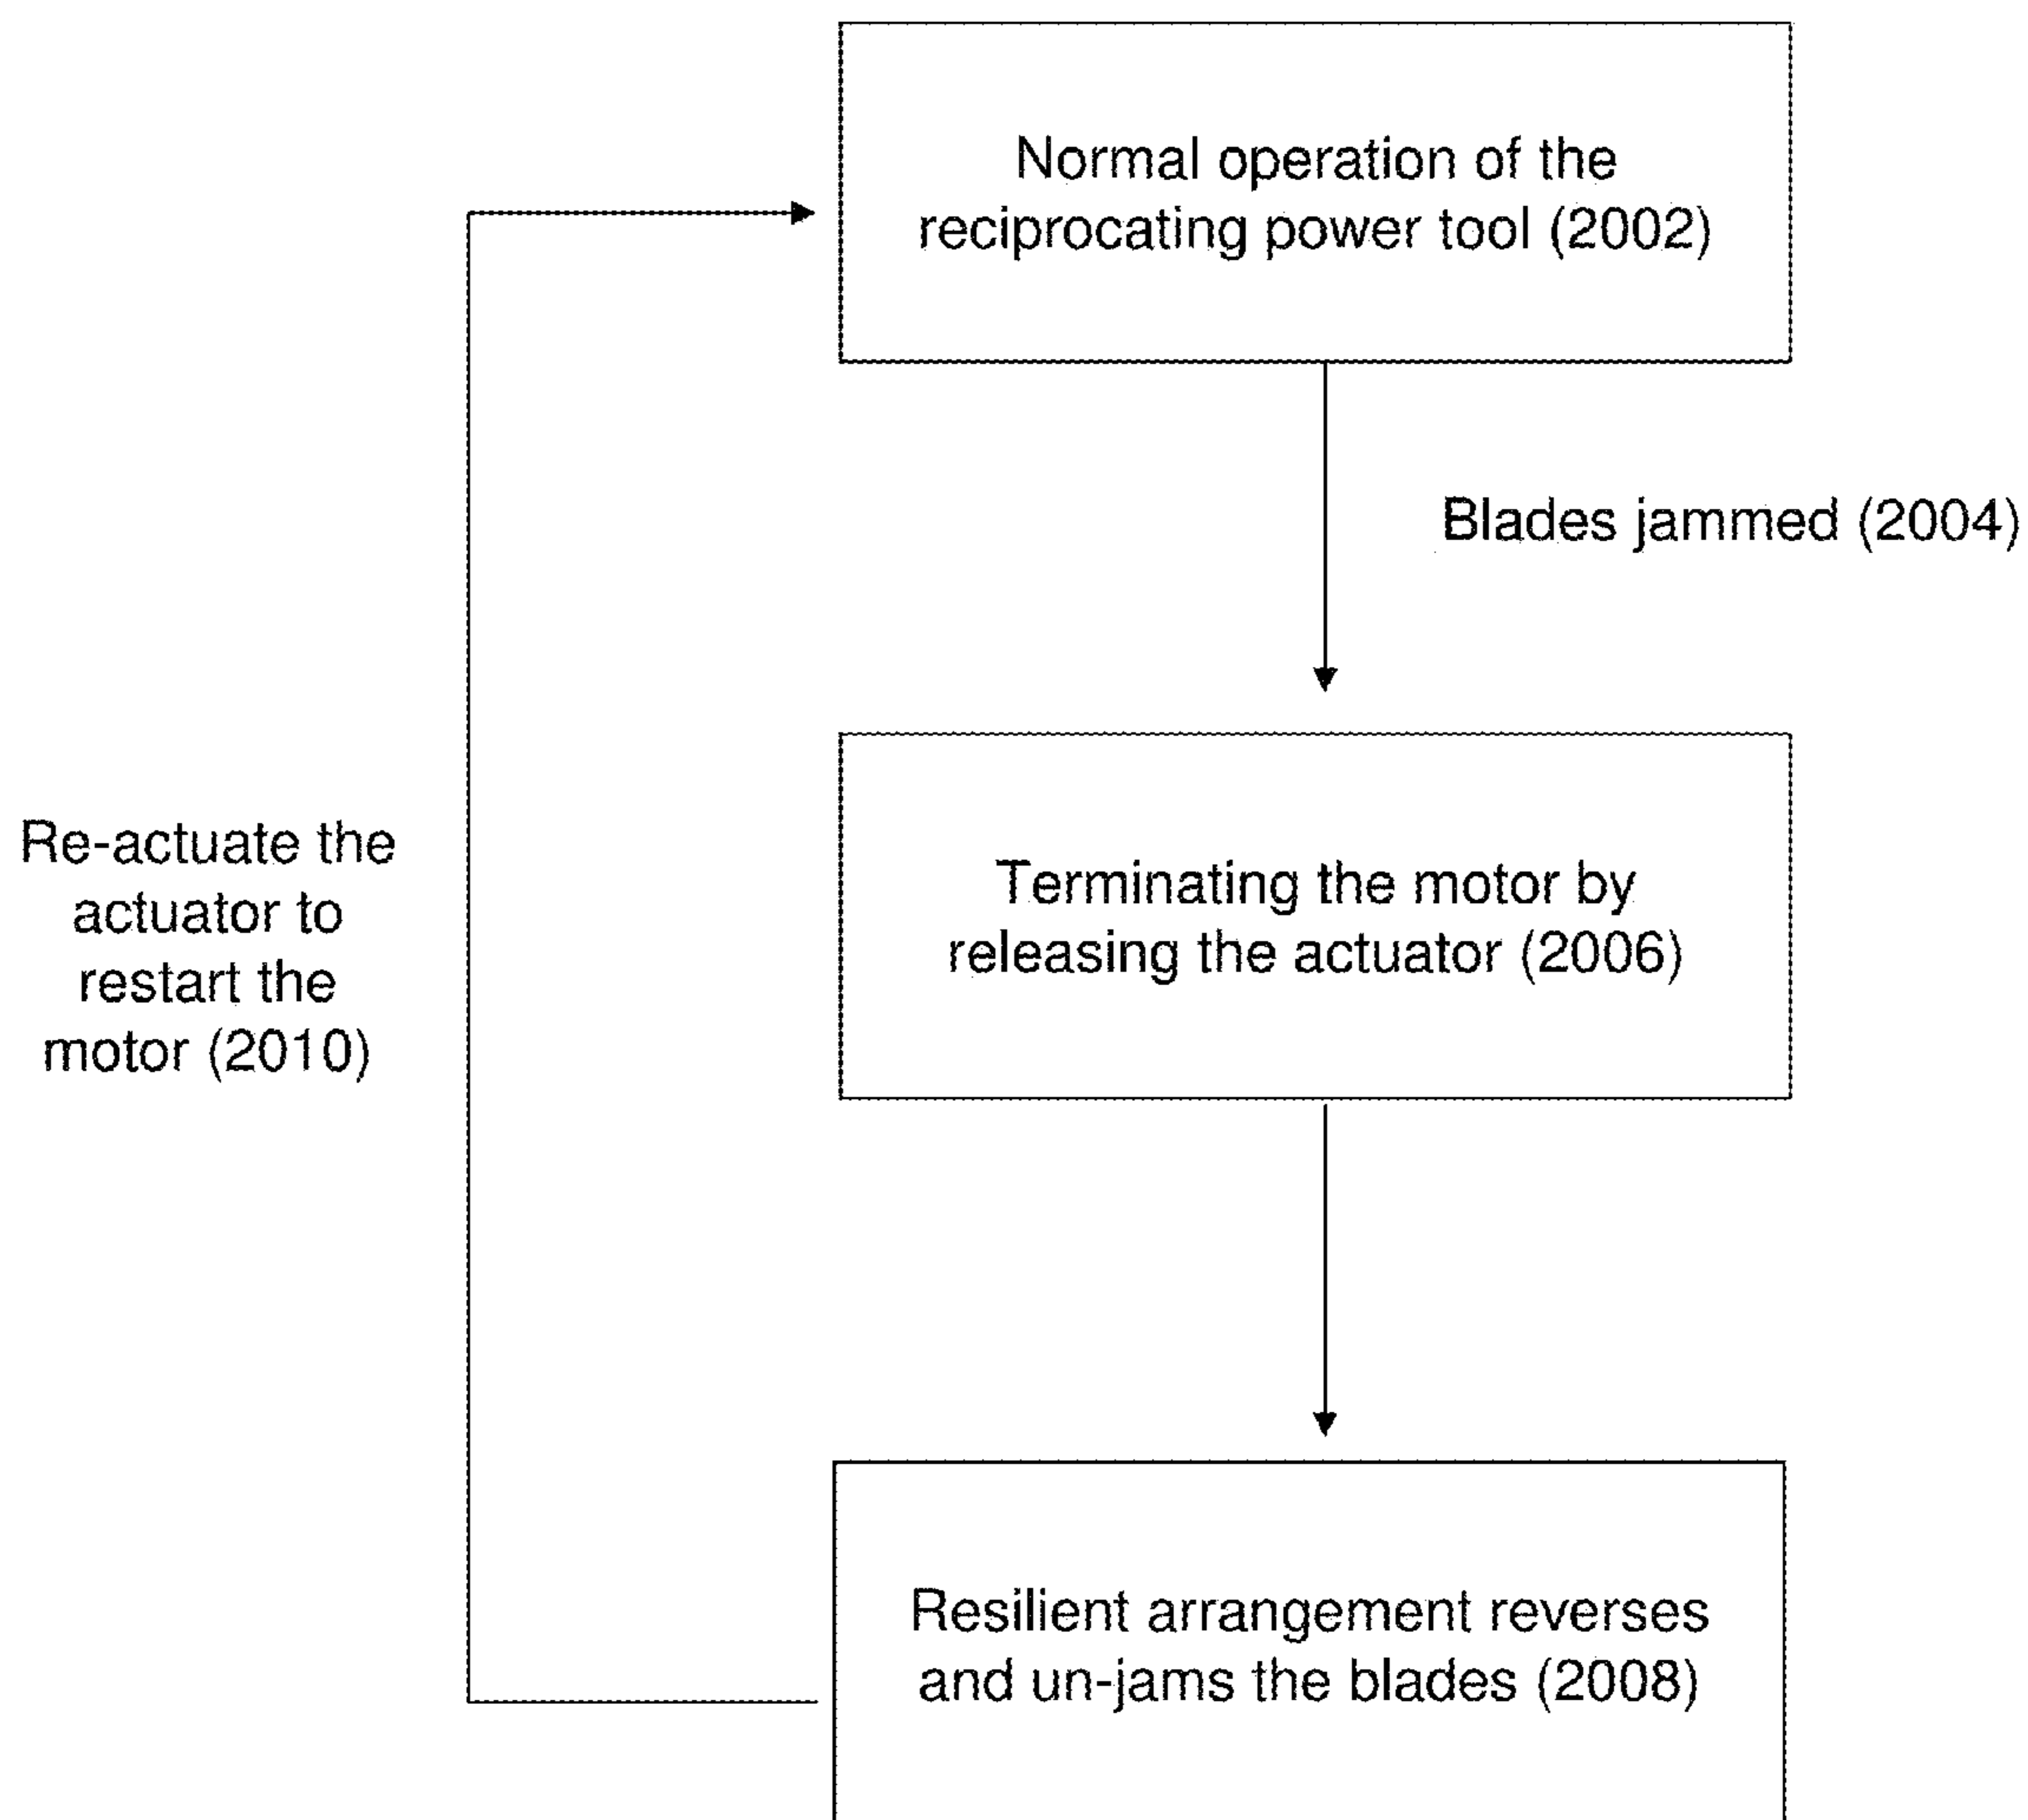 Normal operation of the
reciprocating power tool (2002)
Blades jammed (2004)
Re-actuate the
actuator to
restart the
motor (2010)
Terminating the motor by
releasing the actuator (2006)
Resilient arrangement reverses
and un-jams the blades (2008)